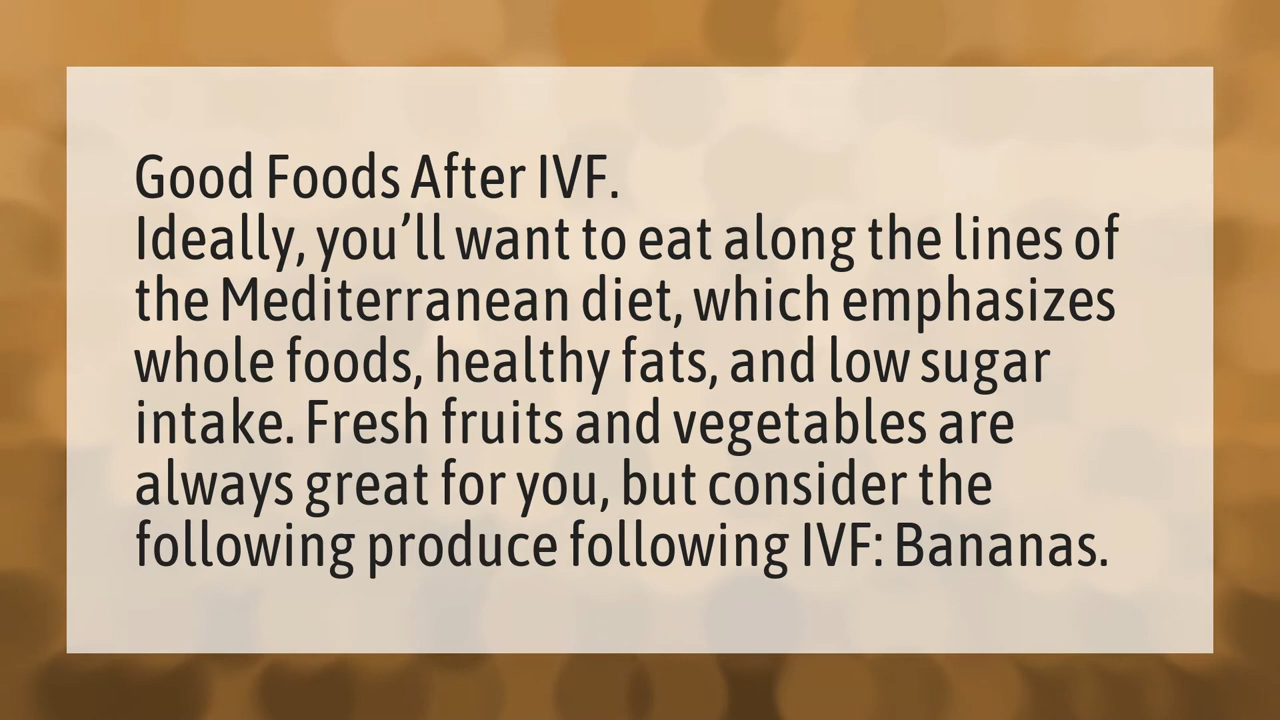 Good Foods After IVF.
Ideally, you’ll want to eat along the lines of
the Mediterranean diet, which emphasizes
whole foods, healthy fats, and low sugar
intake. Fresh fruits and vegetables are
always great for you, but consider the
following produce following IVF: Bananas.